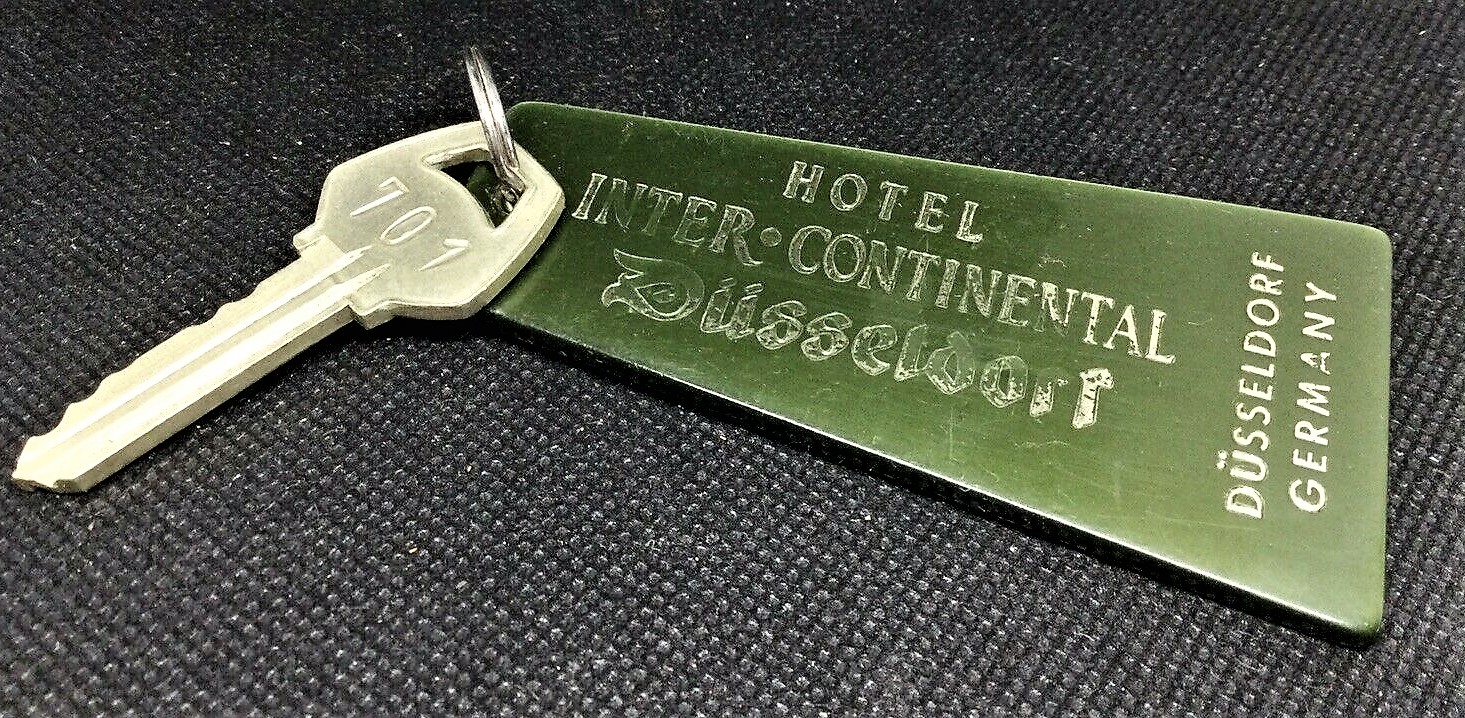 701
HOTEL
INTER•CONTINENTAL
Düsseldorf
DÜSSELDORF
GERMANY